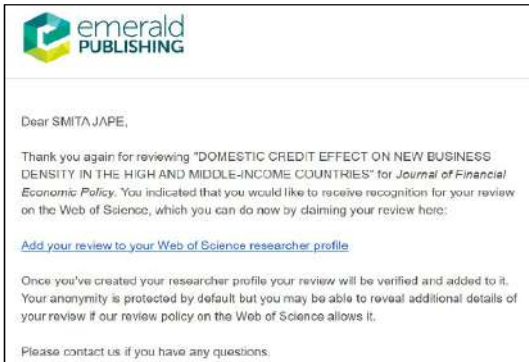 emerald
PUBLISHING
Dear SMITA JAPE,
Thank you again for reviewing "DOMESTIC CREDIT EFFECT ON NEW BUSINESS
DENSITY IN THE HIGH AND MIDDLE-INCOME COUNTRIES" for Journal of Financial
Economic Policy. You indicated that you would like to receive recognition for your review
on the Web of Science, which you can do now by claiming your review here:
Add your review to your Web of Science researcher profile
Once you've created your researcher profile your review will be verified and added to it.
Your anonymity is protected by default but you may be able to reveal additional details of
your review if our review policy on the Web of Science allows it.
Please contact us if you have any questions.